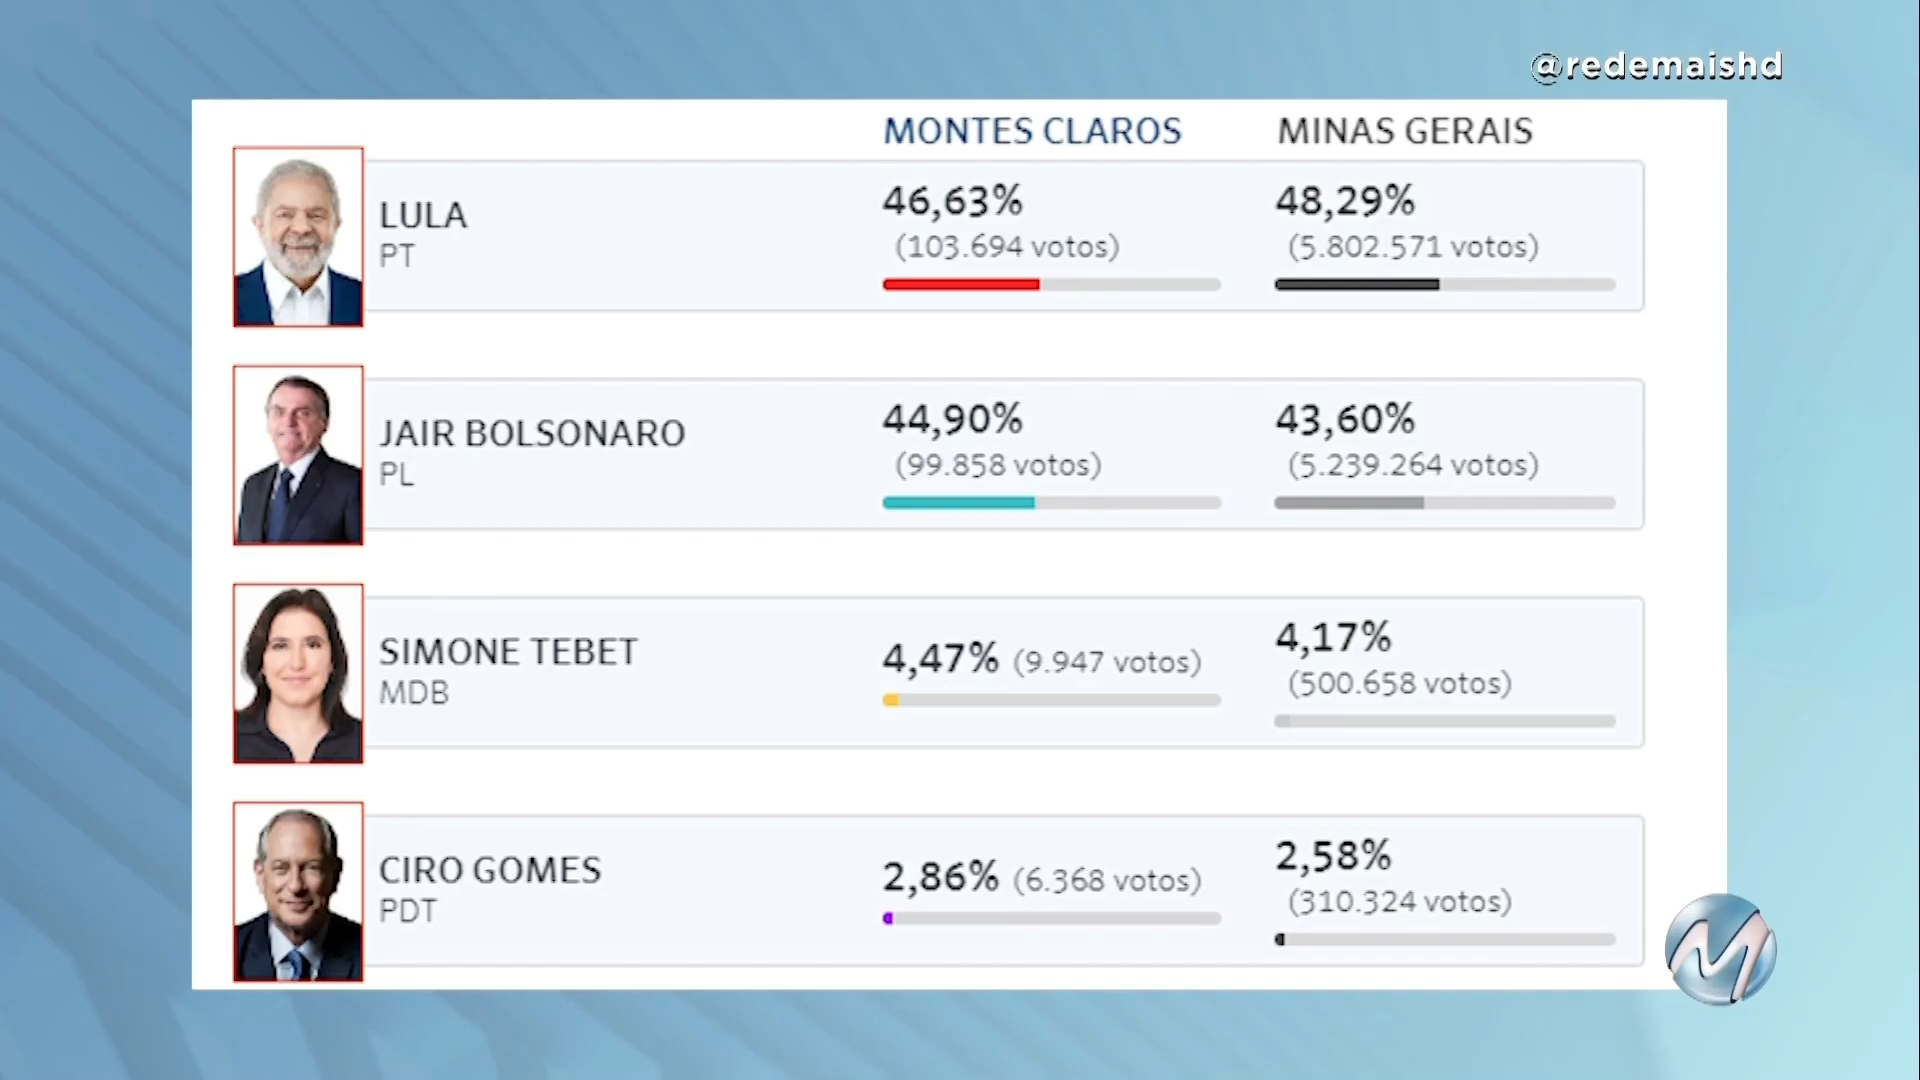 @redemaishd
MONTES CLAROS MINAS GERAIS
LULA
PT
46,63%
(103.694 votos)
48,29%
(5.802.571 votos)
JAIR BOLSONARO
PL
44,90%
(99.858 votos)
43,60%
(5.239.264 votos)
SIMONE TEBET
MDB
4,47% (9.947 votos)
4,17%
(500.658 votos)
CIRO GOMES
PDT
2,86% (6.368 votos)
2,58%
(310.324 votos)
M